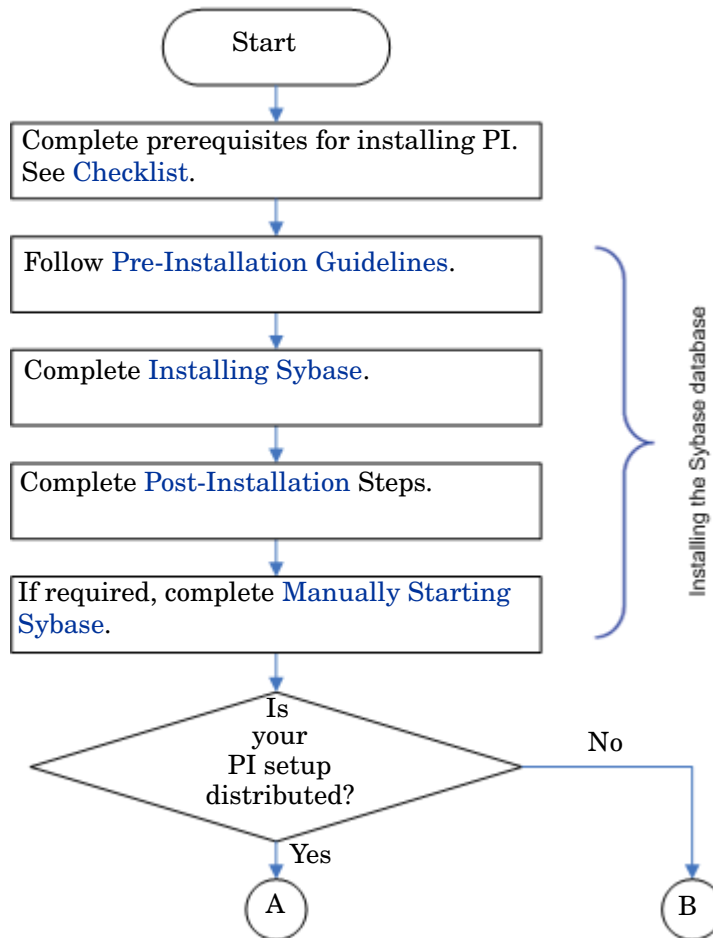 Start
Complete prerequisites for installing PI.
See Checklist.
Follow Pre-Installation Guidelines.
Complete Installing Sybase.
Complete Post-Installation Steps.
If required, complete Manually Starting
Sybase.
Installing the Sybase database
Is
your
PI setup
distributed?
No
Yes
A
B